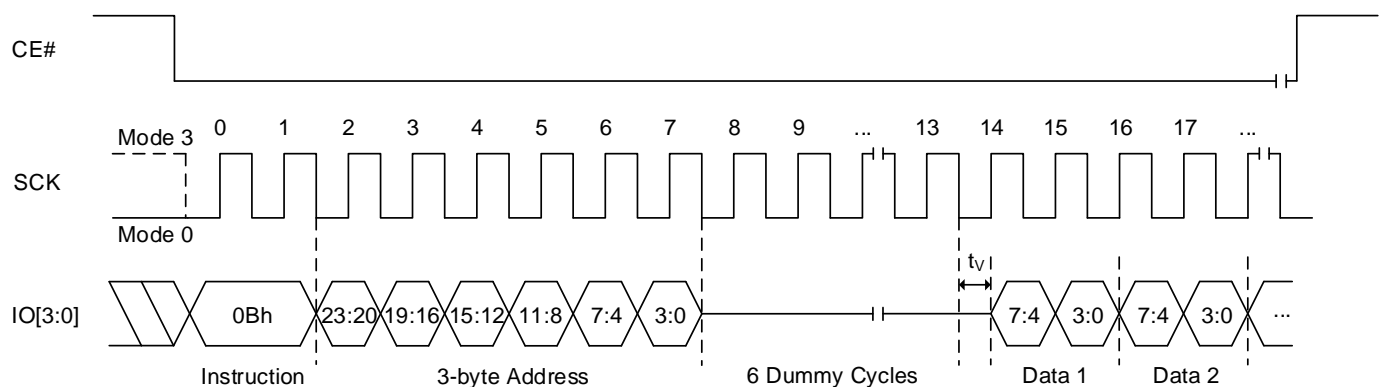 CE#
0 1 2 3 4 5 6 7 8 9 ... 13 14 15 16 17 ...
Mode 3
SCK
Mode 0
tV
IO[3:0] 0Bh 23:20 19:16 15:12 11:8 7:4 3:0 7:4 3:0 7:4 3:0 ...
Instruction 3-byte Address 6 Dummy Cycles Data 1 Data 2